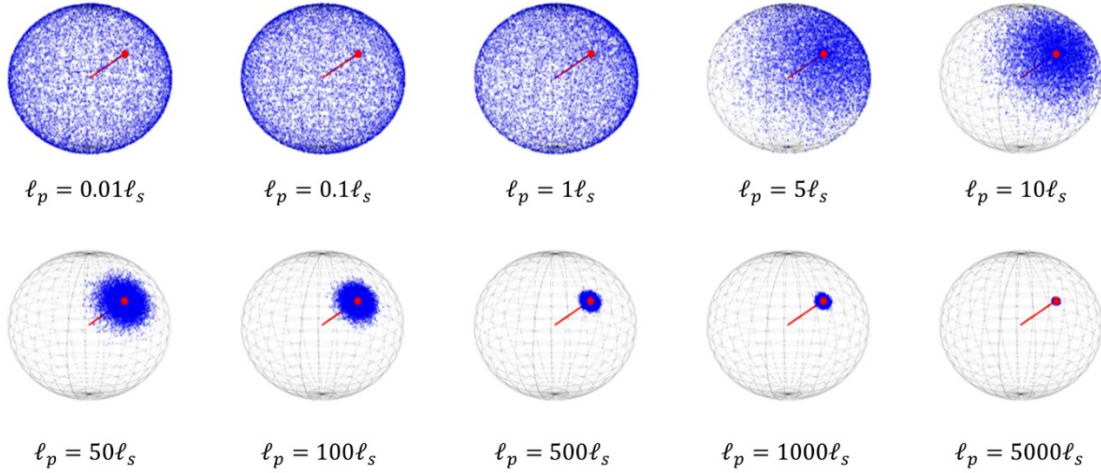 ℓₚ = 0.01ℓₛ ℓₚ = 0.1ℓₛ ℓₚ = 1ℓₛ ℓₚ = 5ℓₛ ℓₚ = 10ℓₛ
ℓₚ = 50ℓₛ ℓₚ = 100ℓₛ ℓₚ = 500ℓₛ ℓₚ = 1000ℓₛ ℓₚ = 5000ℓₛ